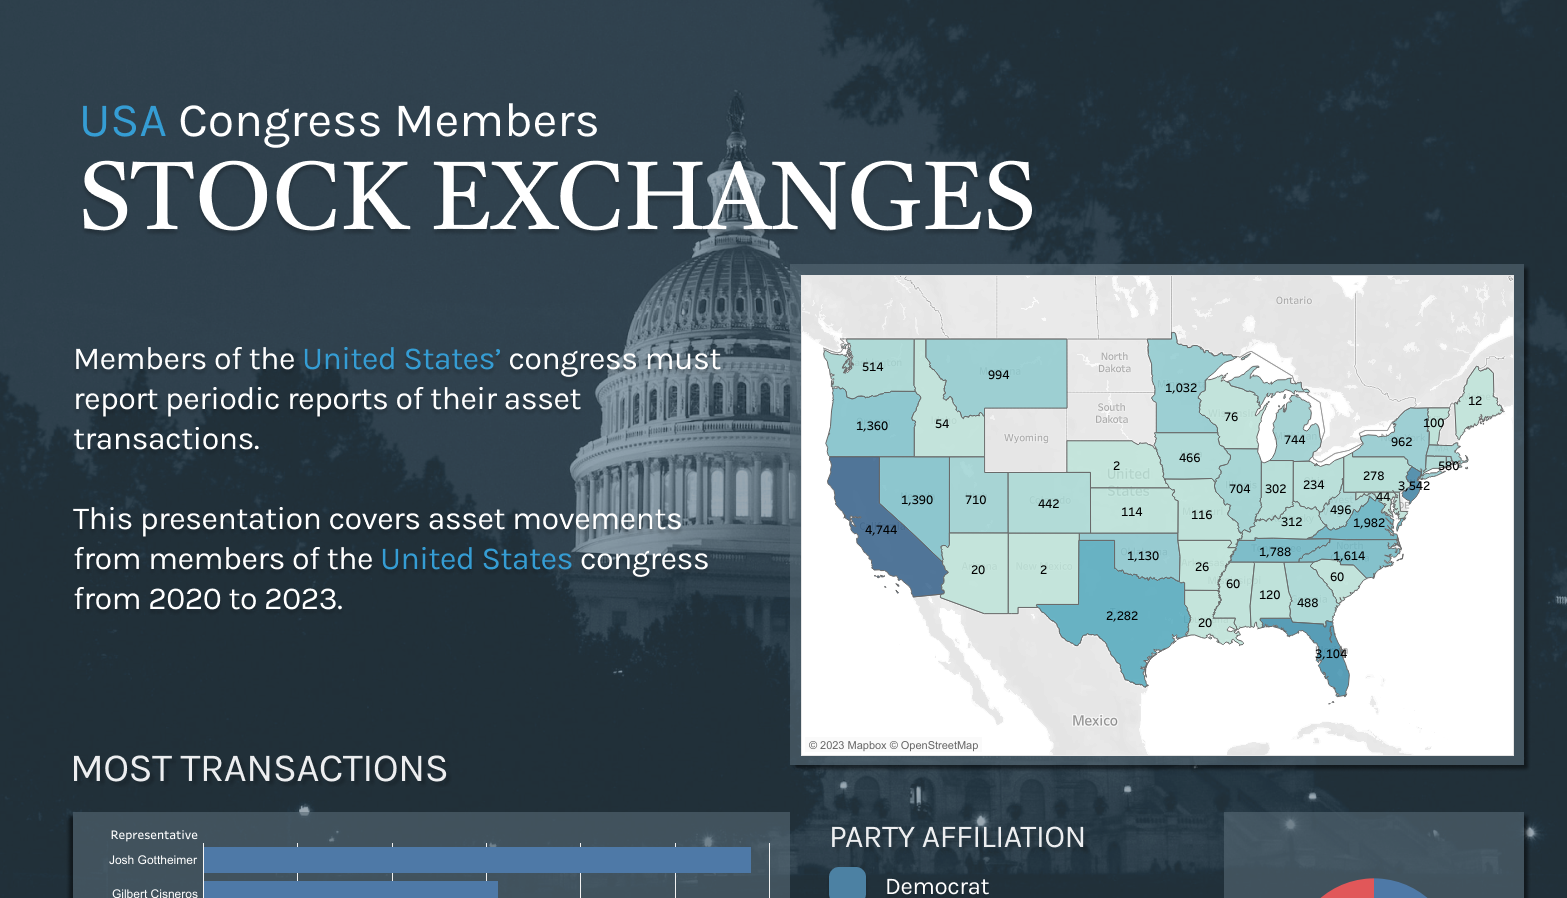 USA Congress Members
STOCK EXCHANGES
Members of the United States’ congress must
report periodic reports of their asset
transactions.
This presentation covers asset movements
from members of the United States congress
from 2020 to 2023.
Ontario
North
Dakota
South
Dakota
Wyoming
United
States
Mexico
514
994
1,032
1,360
54
76
744
12
100
962
580
466
2
278
3,542
44
1,390
710
442
114
704
302
234
496
1,982
4,744
116
312
1,788
1,614
20
2
1,130
26
60
60
120
488
2,282
20
3,104
© 2023 Mapbox © OpenStreetMap
MOST TRANSACTIONS
Representative
Josh Gottheimer
Gilbert Cisneros
PARTY AFFILIATION
Democrat